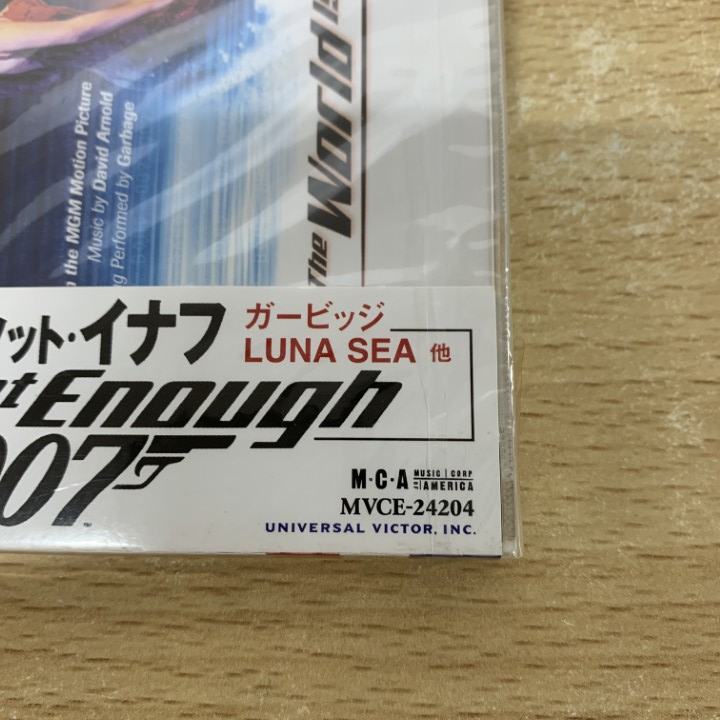 the MGM Motion Picture
Music by David Arnold
Performed by Garbage
The World
ット・イナフ
ガービッジ
LUNA SEA 他
t Enough
007
M·C·A MUSIC CORP OF AMERICA
MVCE-24204
UNIVERSAL VICTOR, INC.